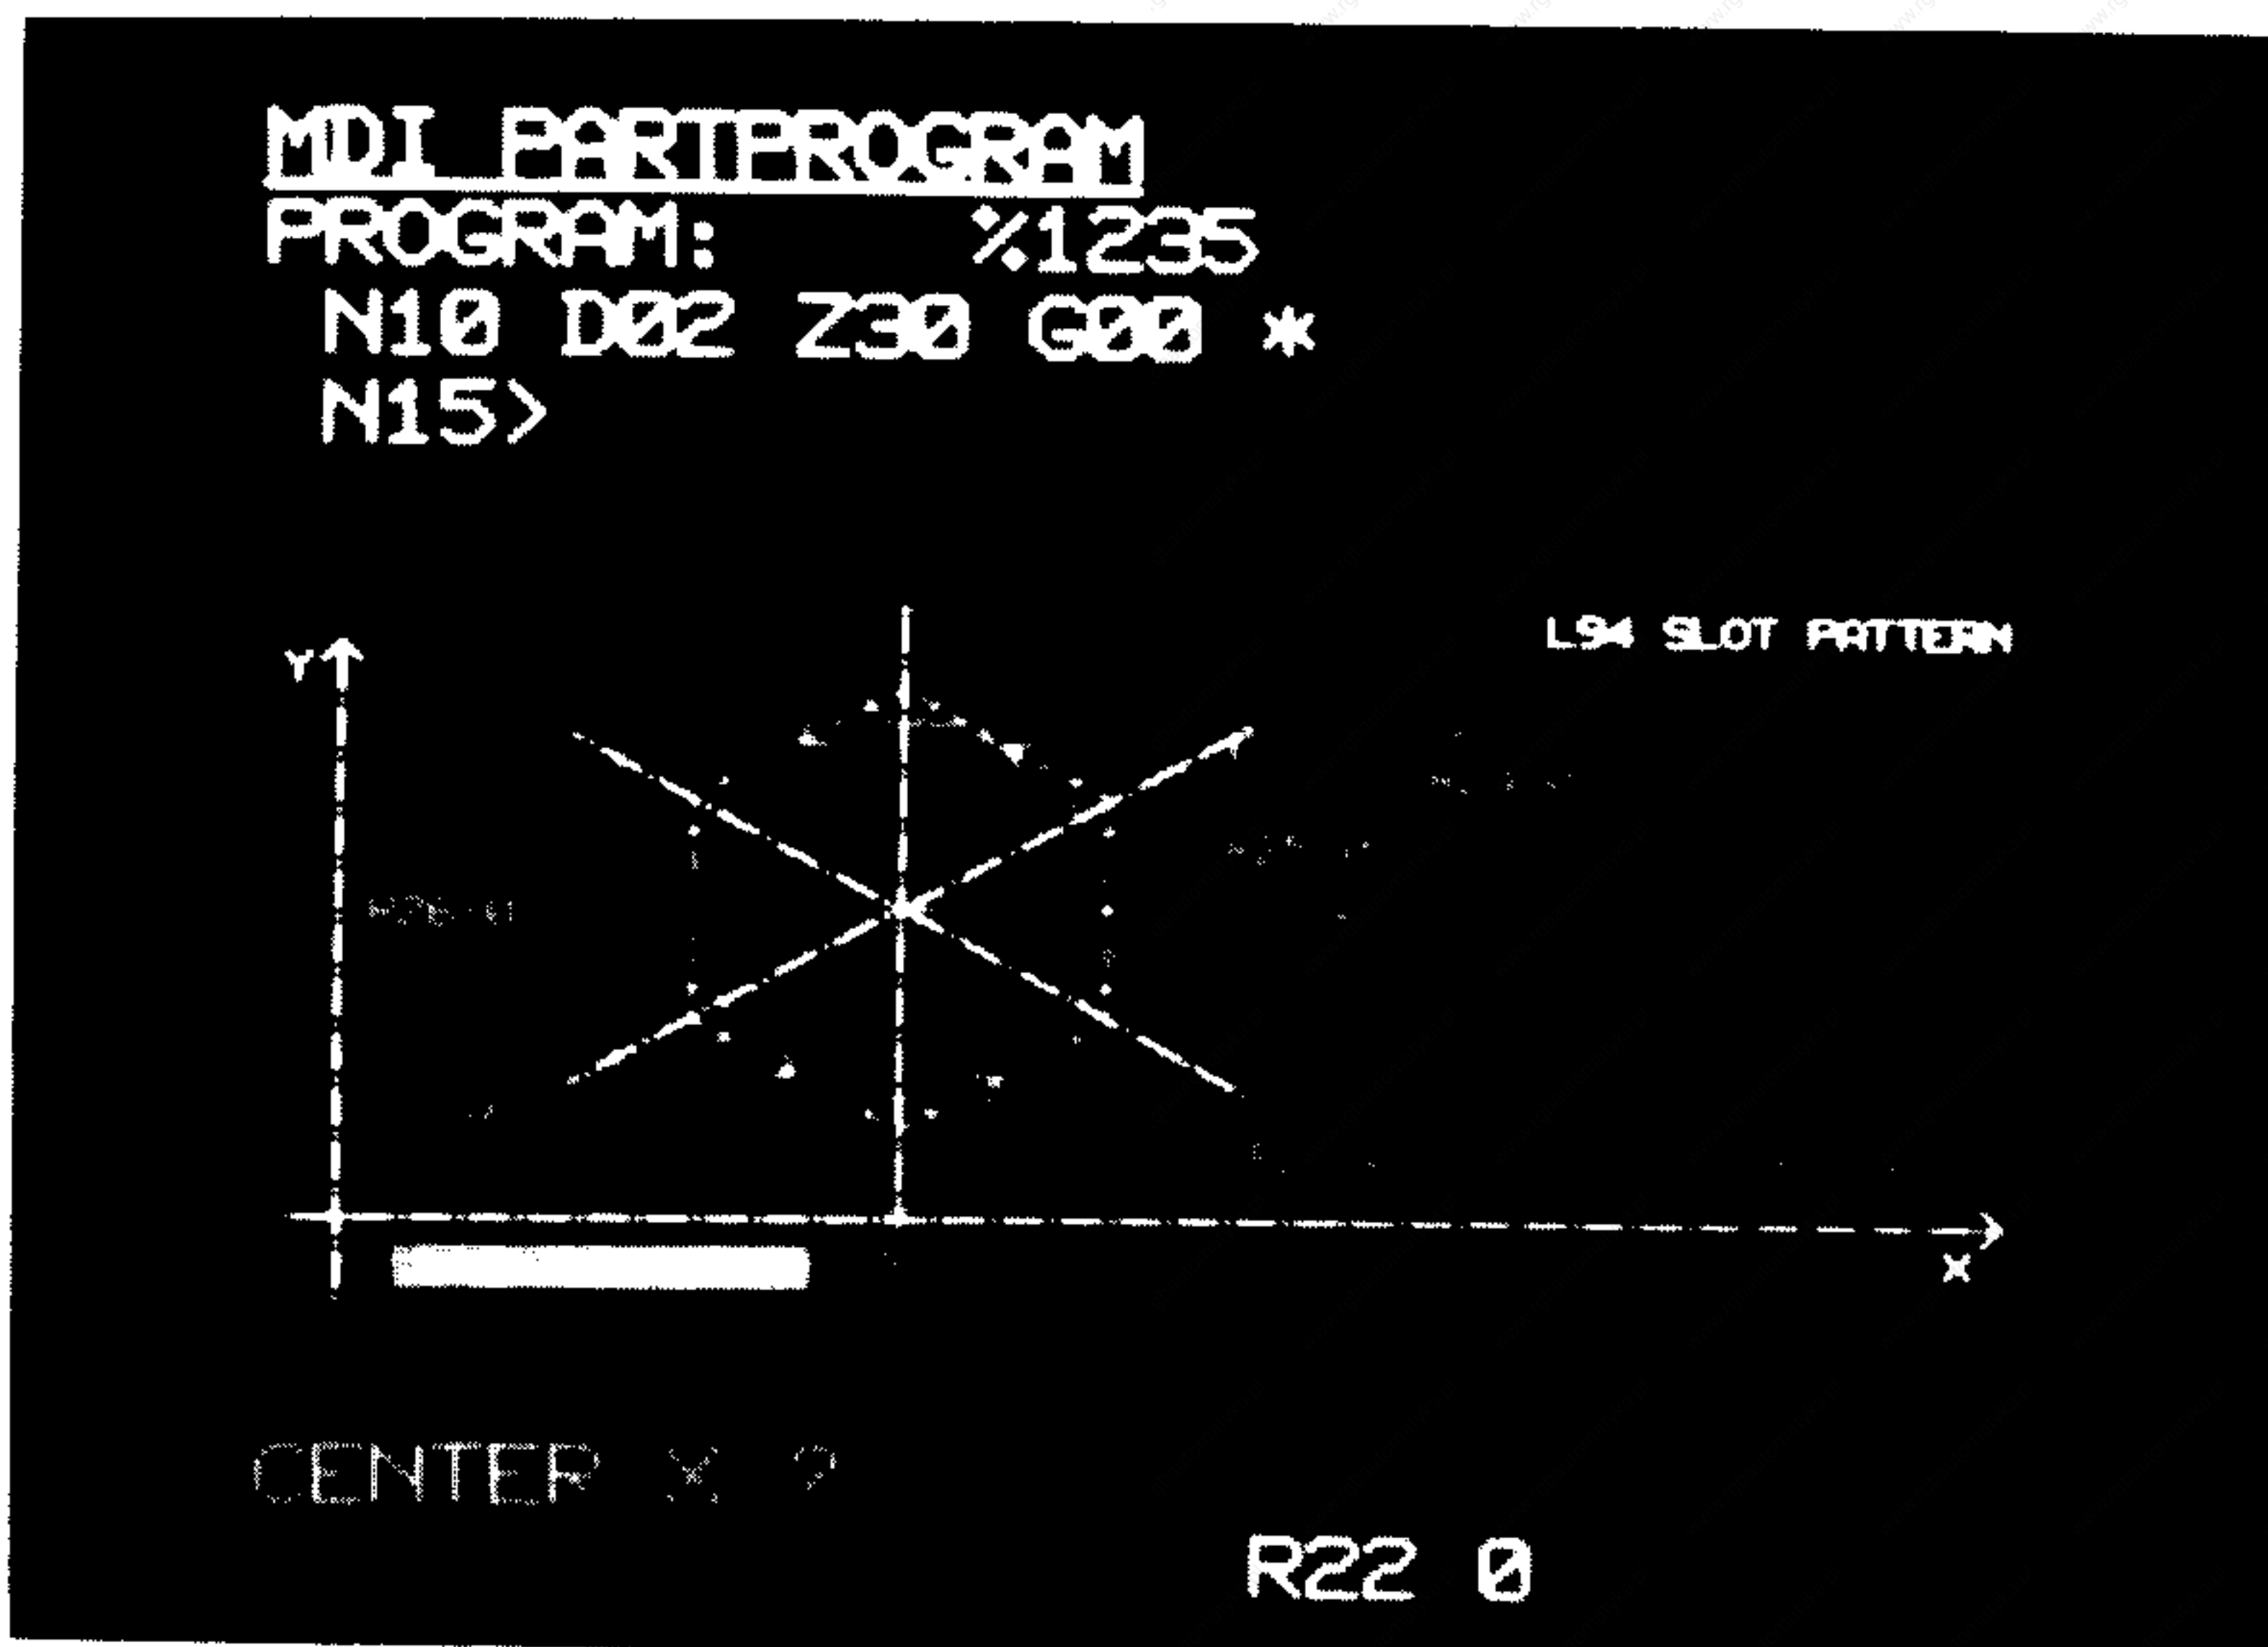 MDI PARTPROGRAM
PROGRAM: %1235
N10 D02 Z30 G00 *
N15>
L94 SLOT PATTERN
Y
X
CENTER X ?
R22 0